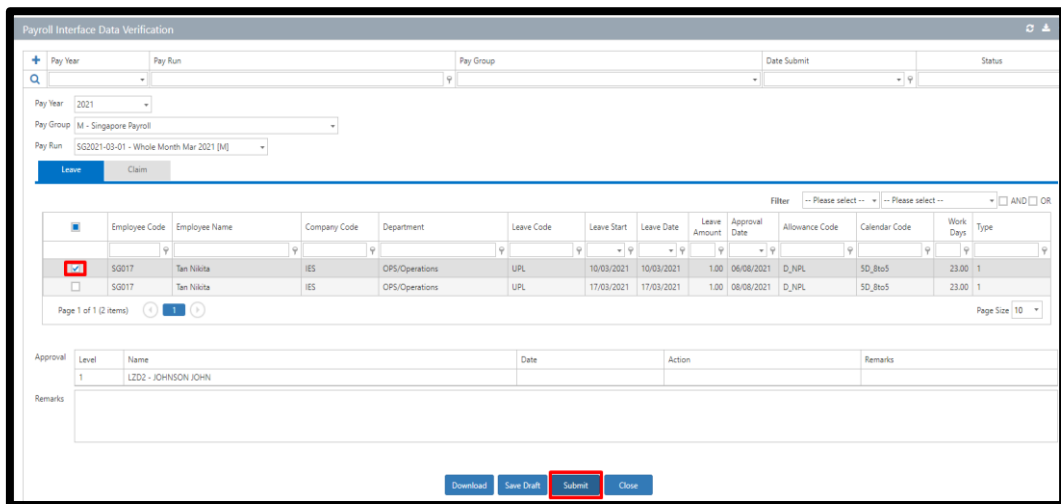 Payroll Interface Data Verification
Pay Year Pay Run Pay Group Date Submit Status
Pay Year 2021
Pay Group M - Singapore Payroll
Pay Run SG2021-03-01 - Whole Month Mar 2021 [M]
Leave Claim
Filter -- Please select -- -- Please select -- AND OR
Employee Code Employee Name Company Code Department Leave Code Leave Start Leave Date Leave Amount Approval Date Allowance Code Calendar Code Work Days Type
SG017 Tan Nikita IES OPS/Operations UPL 10/03/2021 10/03/2021 1.00 06/08/2021 D_NPL 5D_8to5 23.00 1
SG017 Tan Nikita IES OPS/Operations UPL 17/03/2021 17/03/2021 1.00 08/08/2021 D_NPL 5D_8to5 23.00 1
Page 1 of 1 (2 items) 1 Page Size 10
Approval Level Name Date Action Remarks
1 LZD2 - JOHNSON JOHN
Remarks
Download Save Draft Submit Close